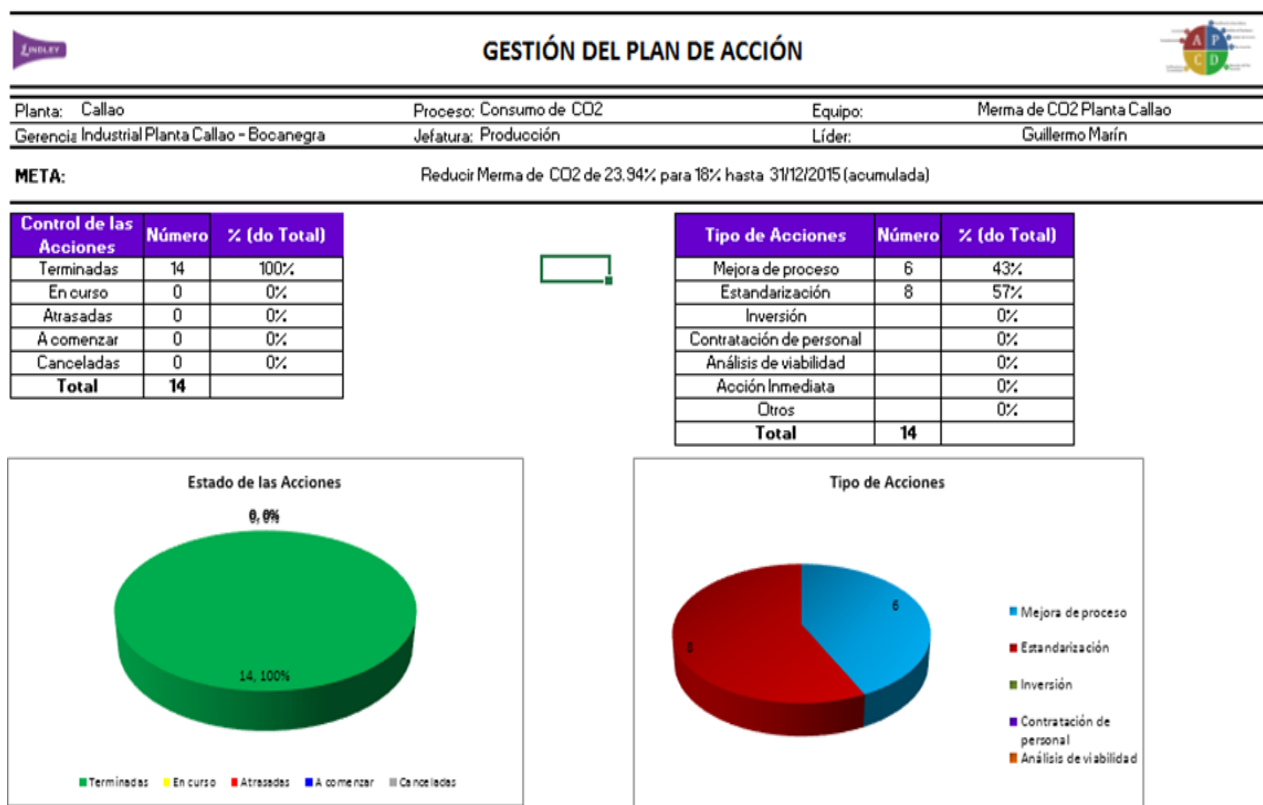 LINDLEY
GESTIÓN DEL PLAN DE ACCIÓN
A P
C D
Planta: Callao Proceso: Consumo de CO2 Equipo: Merma de CO2 Planta Callao
Gerencia Industrial Planta Callao - Bocanegra Jefatura: Producción Líder: Guillermo Marín
META: Reducir Merma de CO2 de 23.94% para 18% hasta 31/12/2015 (acumulada)
Control de las Acciones Número % (do Total)
Terminadas 14 100%
En curso 0 0%
Atrasadas 0 0%
A comenzar 0 0%
Canceladas 0 0%
Total 14
Tipo de Acciones Número % (do Total)
Mejora de proceso 6 43%
Estandarización 8 57%
Inversión 0%
Contratación de personal 0%
Análisis de viabilidad 0%
Acción Inmediata 0%
Otros 0%
Total 14
Estado de las Acciones
0, 0%
14, 100%
Terminadas En curso Atrasadas A comenzar Canceladas
Tipo de Acciones
6
8
Mejora de proceso
Estandarización
Inversión
Contratación de
personal
Análisis de viabilidad